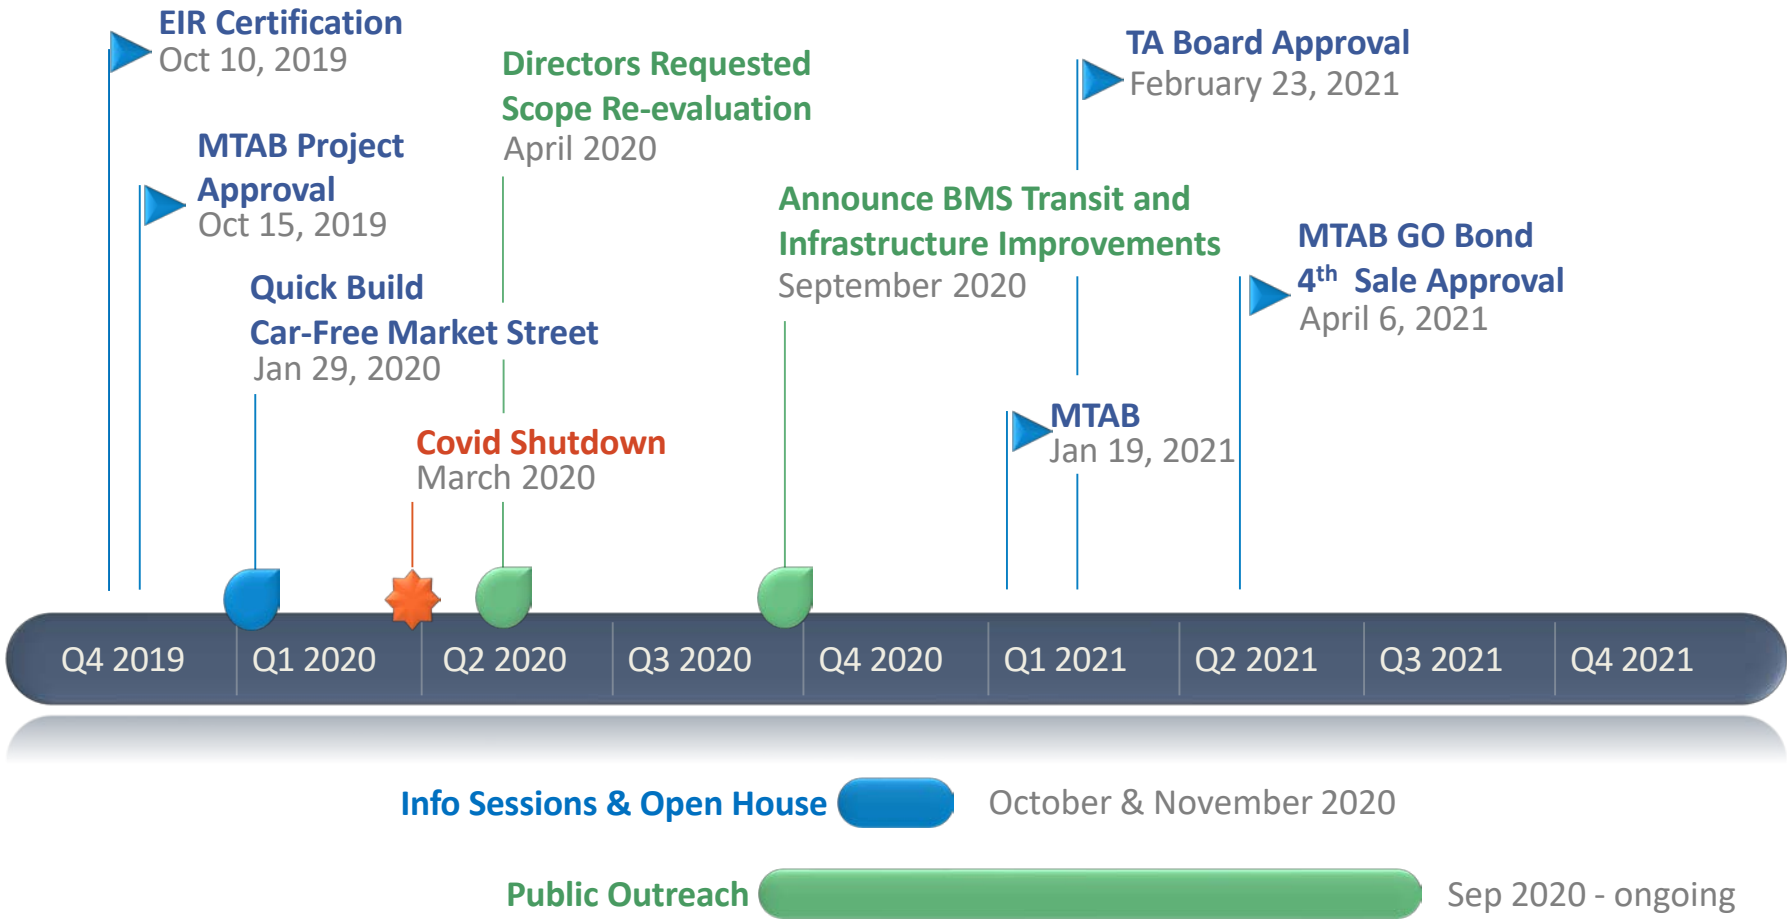 EIR Certification
Oct 10, 2019
MTAB Project
Approval
Oct 15, 2019
Quick Build
Car-Free Market Street
Jan 29, 2020
Covid Shutdown
March 2020
Directors Requested
Scope Re-evaluation
April 2020
Announce BMS Transit and
Infrastructure Improvements
September 2020
MTAB
Jan 19, 2021
TA Board Approval
February 23, 2021
MTAB GO Bond
4th Sale Approval
April 6, 2021
Q4 2019
Q1 2020
Q2 2020
Q3 2020
Q4 2020
Q1 2021
Q2 2021
Q3 2021
Q4 2021
Info Sessions & Open House
October & November 2020
Public Outreach
Sep 2020 - ongoing